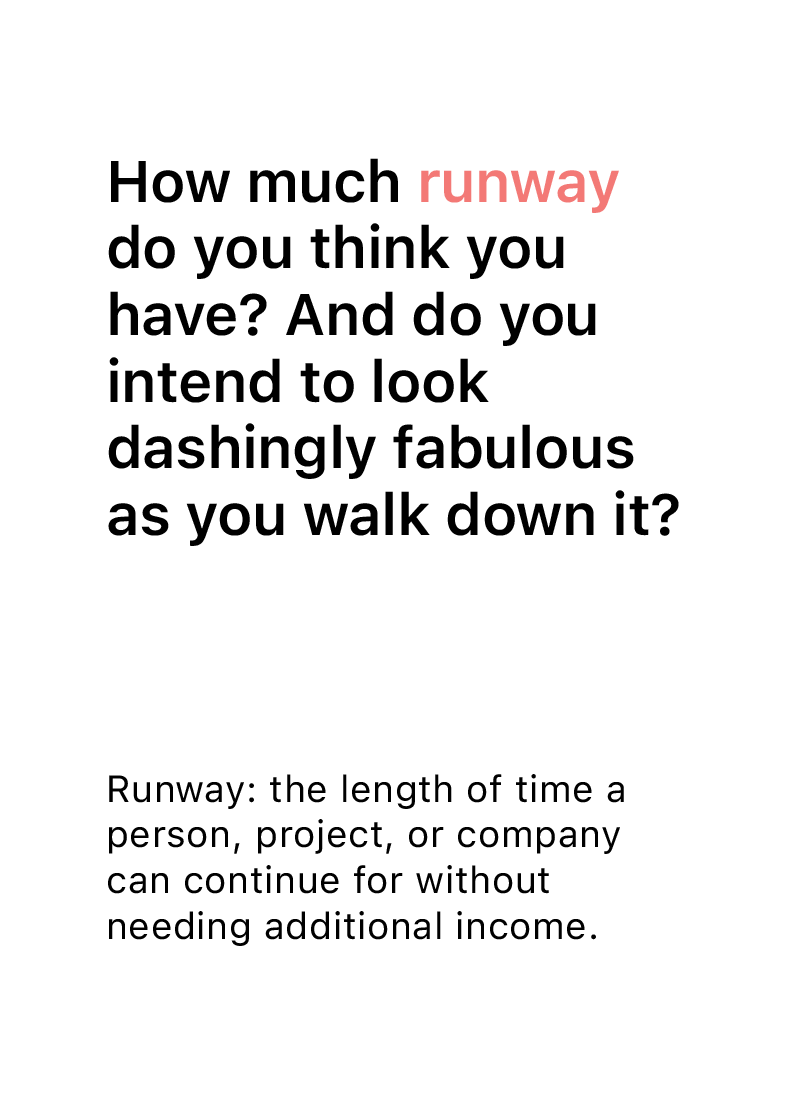 How much runway
do you think you
have? And do you
intend to look
dashingly fabulous
as you walk down it?
Runway: the length of time a
person, project, or company
can continue for without
needing additional income.